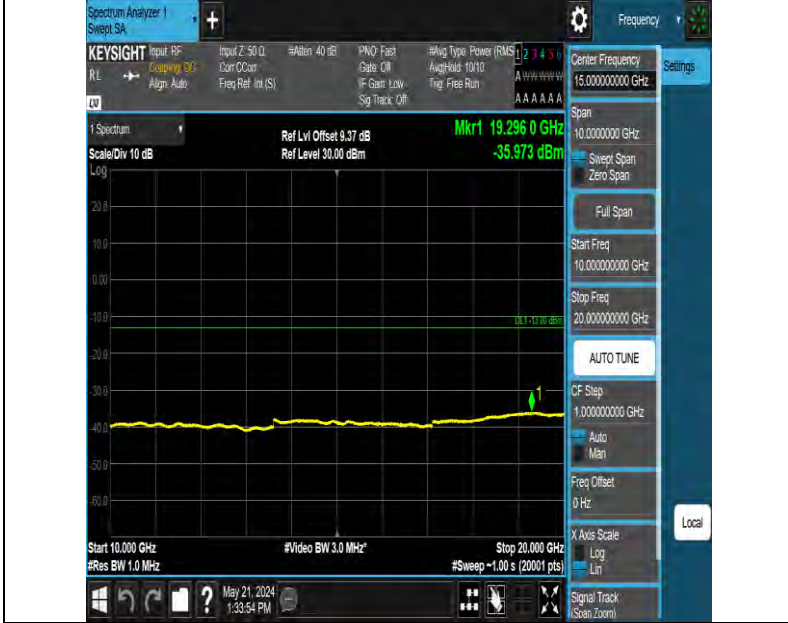 Spectrum Analyzer 1
Swept SA
+
Frequency
KEYSIGHT
RL
Input: RF
Coupling: DC
Align: Auto
Input Z: 50 Ω
Corr CCorr
Freq Ref: Int (S)
#Atten: 40 dB
PNO: Fast
Gate: Off
IF Gain: Low
Sig Track: Off
#Avg Type: Power (RMS
Avg|Hold: 10/10
Trig: Free Run
1 2 3 4 5 6
A W W W W W
A A A A A A
1 Spectrum
Scale/Div 10 dB
Log
Ref Lvl Offset 9.37 dB
Ref Level 30.00 dBm
Mkr1 19.296 0 GHz
-35.973 dBm
20.0
10.0
0.00
-10.0
-20.0
-30.0
-40.0
-50.0
-60.0
DL1 -13.00 dBm
1
Start 10.000 GHz
#Res BW 1.0 MHz
#Video BW 3.0 MHz*
Stop 20.000 GHz
#Sweep ~1.00 s (20001 pts)
?
May 21, 2024
1:33:54 PM
Center Frequency
15.00000000 GHz
Settings
Span
10.0000000 GHz
Swept Span
Zero Span
Full Span
Start Freq
10.000000000 GHz
Stop Freq
20.000000000 GHz
AUTO TUNE
CF Step
1.000000000 GHz
Auto
Man
Freq Offset
0 Hz
X Axis Scale
Log
Lin
Local
Signal Track
(Span Zoom)